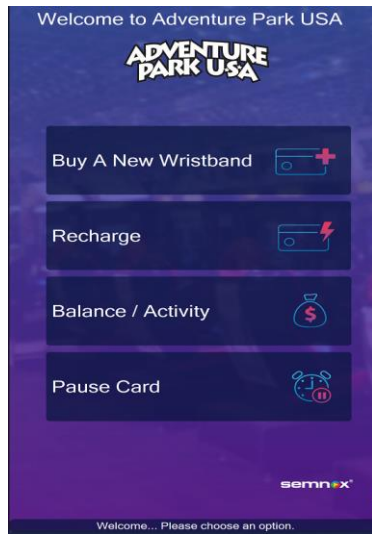 Welcome to Adventure Park USA
ADVENTURE
PARK USA
Buy A New Wristband
Recharge
Balance / Activity
$
Pause Card
semnox
Welcome... Please choose an option.